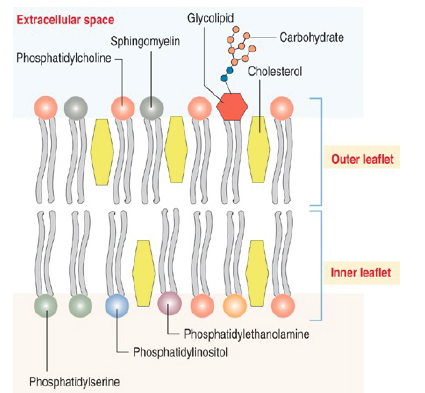 Extracellular space
Glycolipid
Sphingomyelin
Carbohydrate
Phosphatidylcholine
Cholesterol
Outer leaflet
Inner leaflet
Phosphatidylethanolamine
Phosphatidylinositol
Phosphatidylserine